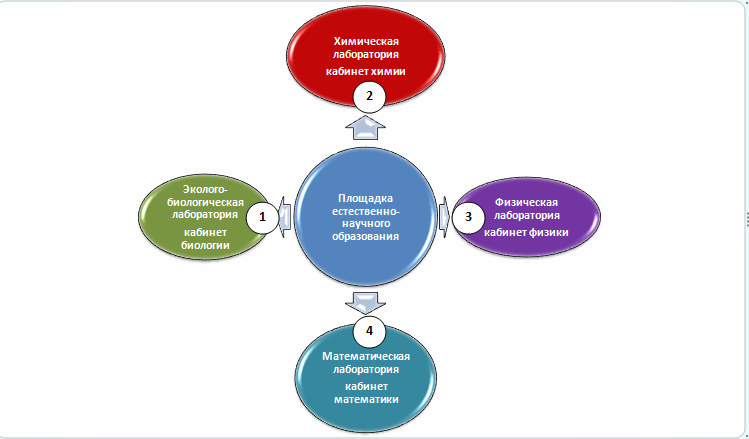 Химическая
лаборатория
кабинет химии
2
Эколого-
биологическая
лаборатория
кабинет
биологии
1
Площадка
естественно-
научного
образования
3
Физическая
лаборатория
кабинет физики
4
Математическая
лаборатория
кабинет
математики